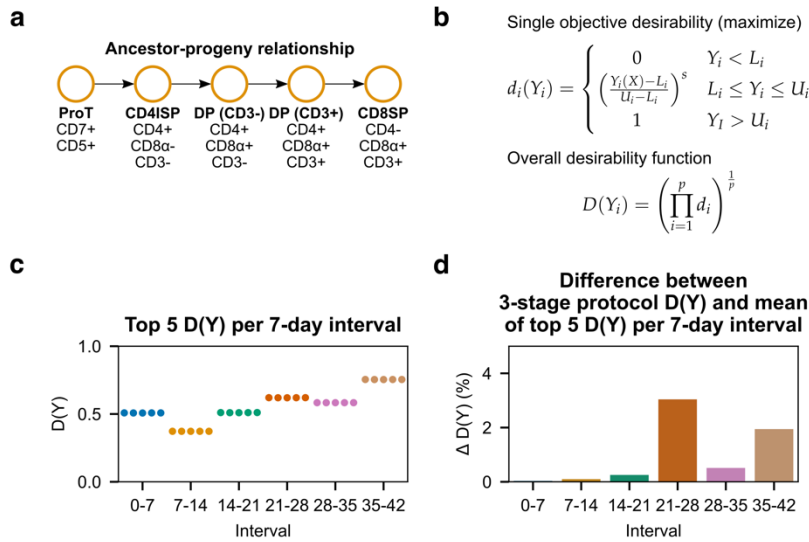 a
Ancestor-progeny relationship
ProT CD4ISP DP (CD3-) DP (CD3+) CD8SP
CD7+ CD4+ CD4+ CD4+ CD4-
CD5+ CD8α- CD8α+ CD8α+ CD8α+
CD3- CD3- CD3+ CD3+
b
Single objective desirability (maximize)
d_i(Y_i) = { 0 Y_i < L_i
((Y_i(X)−L_i)/(U_i−L_i))^s L_i ≤ Y_i ≤ U_i
1 Y_I > U_i
Overall desirability function
D(Y_i) = (∏_{i=1}^{p} d_i)^{1/p}
c
Top 5 D(Y) per 7-day interval
D(Y)
1.0
0.5
0.0
0-7 7-14 14-21 21-28 28-35 35-42
Interval
d
Difference between
3-stage protocol D(Y) and mean
of top 5 D(Y) per 7-day interval
Δ D(Y) (%)
4
2
0
0-7 7-14 14-21 21-28 28-35 35-42
Interval